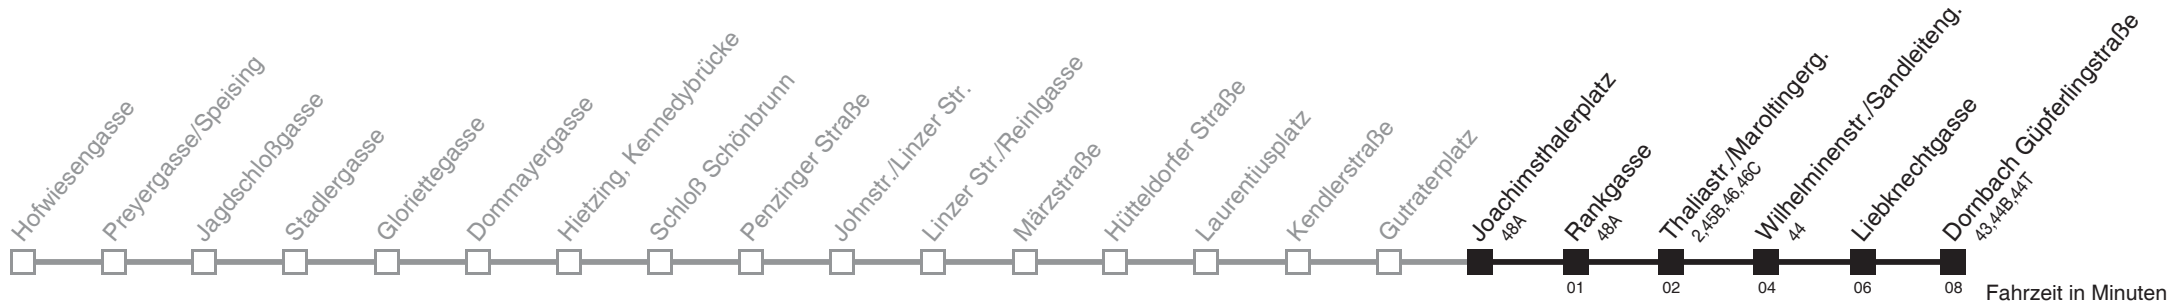 Hofwiesengasse
Preyergasse/Speising
Jagdschloßgasse
Stadlergasse
Gloriettegasse
Dommayergasse
Hietzing, Kennedybrücke
Schloß Schönbrunn
Penzinger Straße
Johnstr./Linzer Str.
Linzer Str./Reinlgasse
Märzstraße
Hütteldorfer Straße
Laurentiusplatz
Kendlerstraße
Gutraterplatz
Joachimsthalerplatz
48A
Rankgasse
48A
Thaliastr./Maroltingerg.
2,45B,46,46C
Wilhelminenstr./Sandleiteng.
44
Liebknechtgasse
Dornbach Güpferlingstraße
43,44B,44T
01
02
04
06
08
Fahrzeit in Minuten